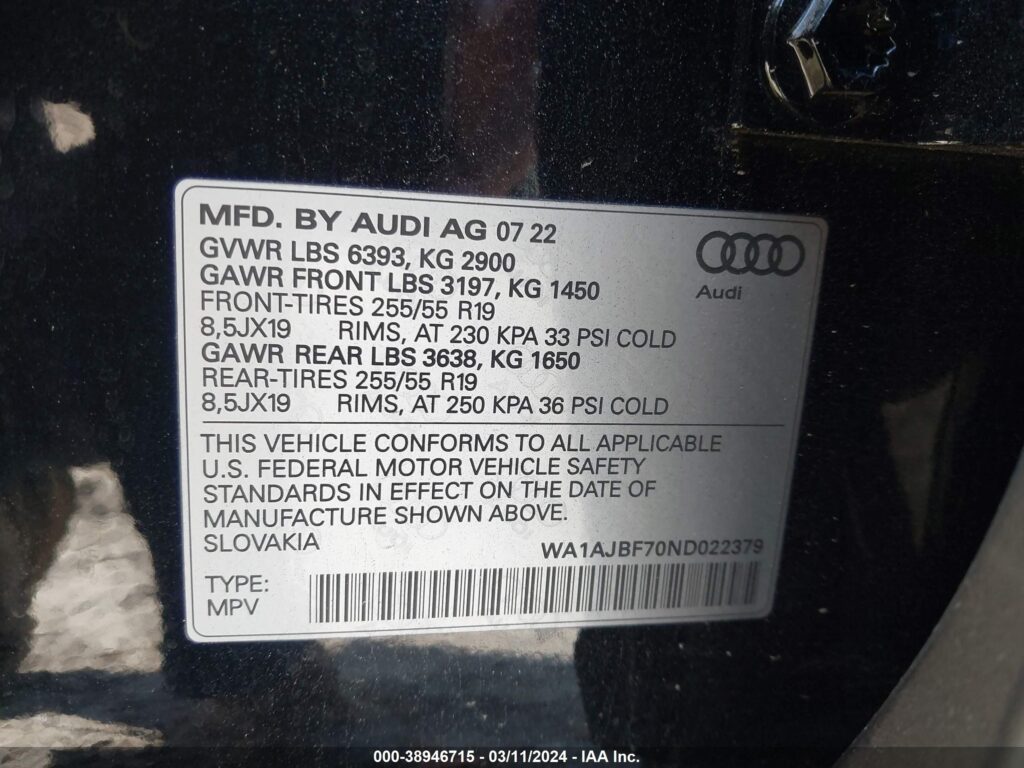 MFD. BY AUDI AG 07 22
GVWR LBS 6393, KG 2900
GAWR FRONT LBS 3197, KG 1450
FRONT-TIRES 255/55 R19
8,5JX19 RIMS, AT 230 KPA 33 PSI COLD
GAWR REAR LBS 3638, KG 1650
REAR-TIRES 255/55 R19
8,5JX19 RIMS, AT 250 KPA 36 PSI COLD
Audi
THIS VEHICLE CONFORMS TO ALL APPLICABLE
U.S. FEDERAL MOTOR VEHICLE SAFETY
STANDARDS IN EFFECT ON THE DATE OF
MANUFACTURE SHOWN ABOVE.
SLOVAKIA
WA1AJBF70ND022379
TYPE:
MPV
000-38946715 - 03/11/2024 - IAA Inc.